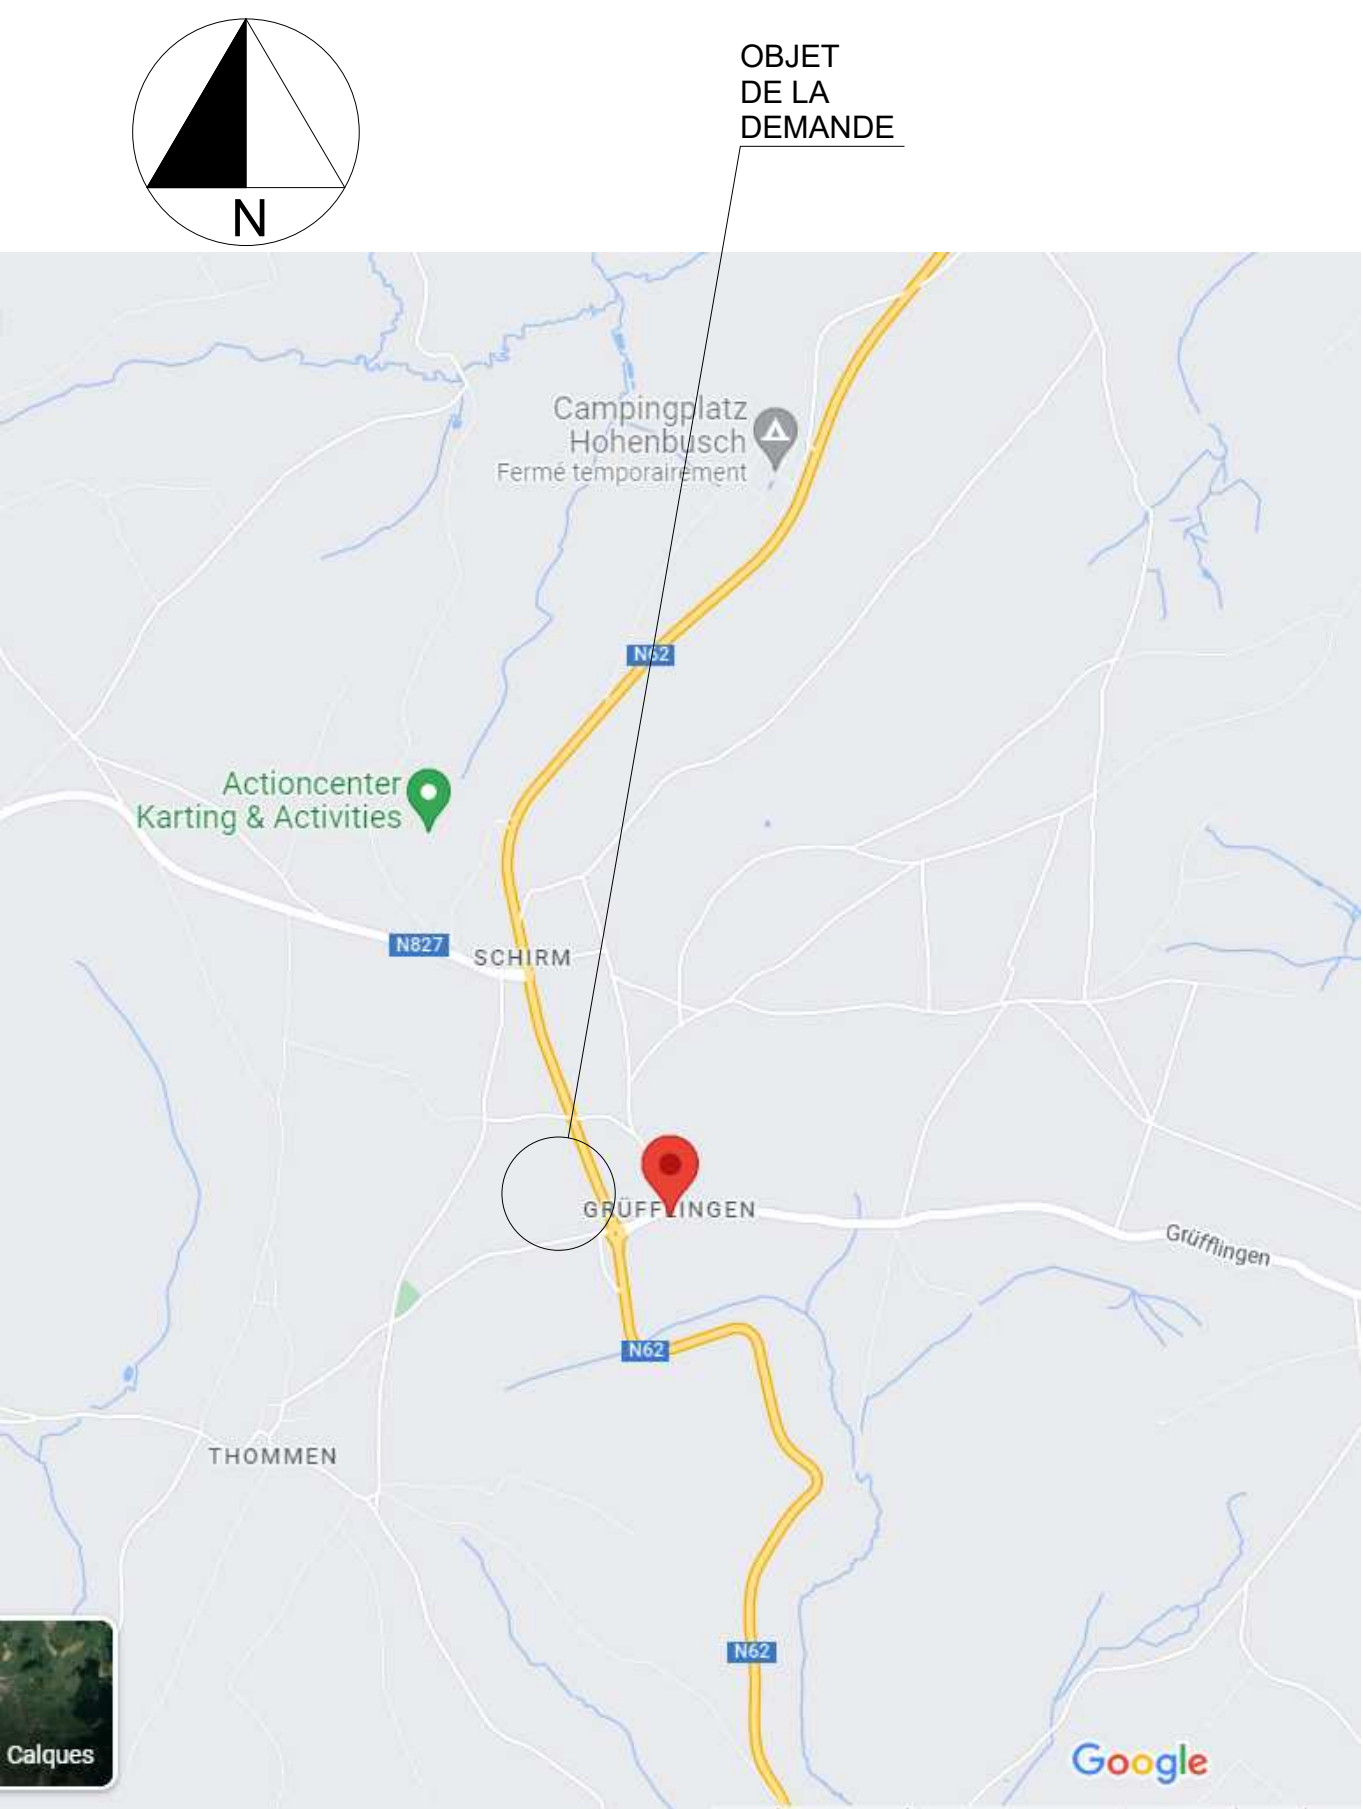 N
OBJET
DE LA
DEMANDE
Campingplatz
Hohenbusch
Fermé temporairement
N62
Actioncenter
Karting & Activities
N827
SCHIRM
GRÜFFLINGEN
Grüfflingen
N62
THOMMEN
N62
Calques
Google